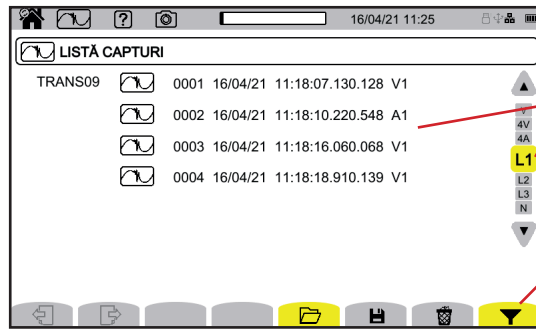 16/04/21 11:25
LISTĂ CAPTURI
TRANS09 0001 16/04/21 11:18:07.130.128 V1
0002 16/04/21 11:18:10.220.548 A1
0003 16/04/21 11:18:16.060.068 V1
0004 16/04/21 11:18:18.910.139 V1
4V
4A
L1
L2
L3
N